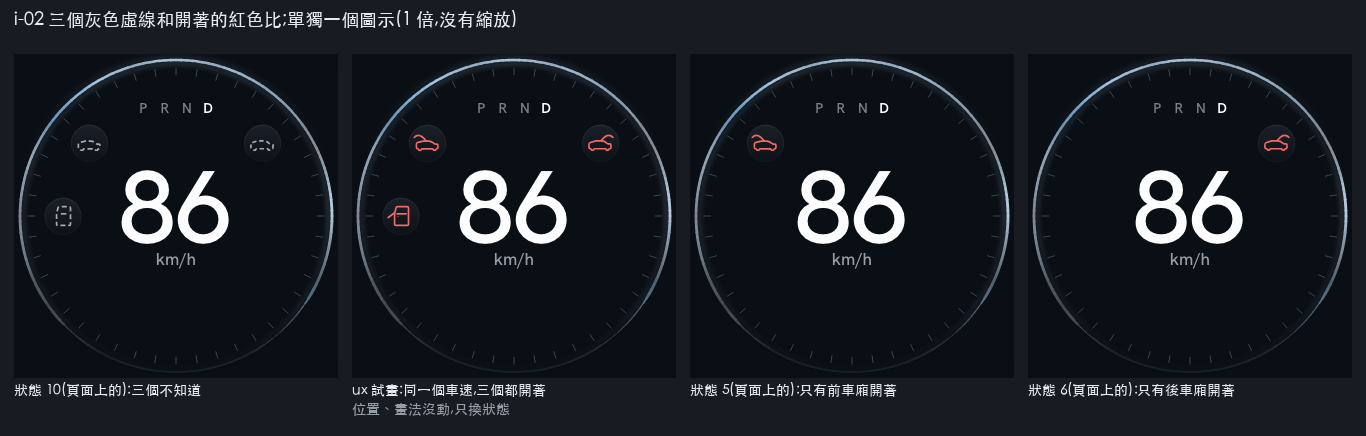 i-02 三個灰色虛線和開著的紅色比;單獨一個圖示(1 倍,沒有縮放)
P R N D
86
km/h
P R N D
86
km/h
P R N D
86
km/h
P R N D
86
km/h
狀態 10(頁面上的):三個不知道
ux 試畫:同一個車速,三個都開著
位置、畫法沒動,只換狀態
狀態 5(頁面上的):只有前車廂開著
狀態 6(頁面上的):只有後車廂開著